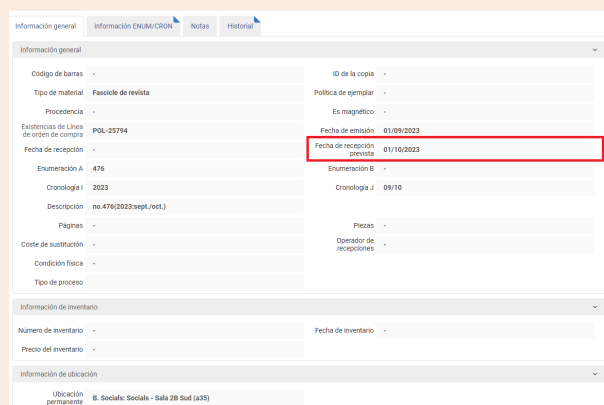 Información general Información ENUM/CRON Notas Historial
Información general
Código de barras - ID de la copia -
Tipo de material Fascicle de revista Política de ejemplar -
Procedencia - Es magnético -
Existencias de Línea
de orden de compra POL-25794 Fecha de emisión 01/09/2023
Fecha de recepción - Fecha de recepción
prevista 01/10/2023
Enumeración A 476 Enumeración B -
Cronología I 2023 Cronología J 09/10
Descripción no.476(2023:sept./oct.)
Páginas - Piezas -
Coste de sustitución - Operador de
recepciones -
Condición física -
Tipo de proceso
Información de inventario
Número de inventario - Fecha de inventario -
Precio del inventario -
Información de ubicación
Ubicación
permanente B. Socials: Socials - Sala 2B Sud (a35)